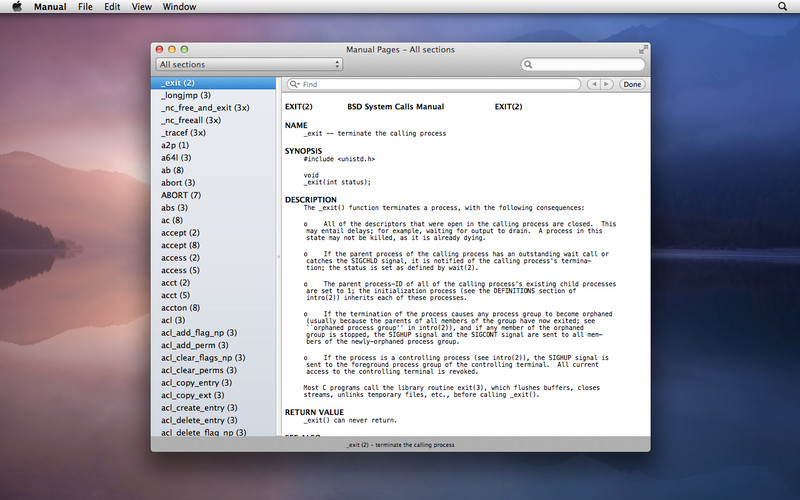 Manual File Edit View Window
Manual Pages – All sections
All sections
_exit (2)
_longjmp (3)
_nc_free_and_exit (3x)
_nc_freeall (3x)
_tracef (3x)
a2p (1)
a64l (3)
ab (8)
abort (3)
ABORT (7)
abs (3)
ac (8)
accept (2)
accept (8)
access (2)
access (5)
acct (2)
acct (5)
accton (8)
acl (3)
acl_add_flag_np (3)
acl_add_perm (3)
acl_clear_flags_np (3)
acl_clear_perms (3)
acl_copy_entry (3)
acl_copy_ext (3)
acl_create_entry (3)
acl_delete_entry (3)
acl_delete_flag_np (3)
Find
Done
EXIT(2) BSD System Calls Manual EXIT(2)
NAME
_exit -- terminate the calling process
SYNOPSIS
#include <unistd.h>
void
_exit(int status);
DESCRIPTION
The _exit() function terminates a process, with the following consequences:
o All of the descriptors that were open in the calling process are closed. This
may entail delays; for example, waiting for output to drain. A process in this
state may not be killed, as it is already dying.
o If the parent process of the calling process has an outstanding wait call or
catches the SIGCHLD signal, it is notified of the calling process's termina-
tion; the status is set as defined by wait(2).
o The parent process-ID of all of the calling process's existing child processes
are set to 1; the initialization process (see the DEFINITIONS section of
intro(2)) inherits each of these processes.
o If the termination of the process causes any process group to become orphaned
(usually because the parents of all members of the group have now exited; see
``orphaned process group'' in intro(2)), and if any member of the orphaned
group is stopped, the SIGHUP signal and the SIGCONT signal are sent to all mem-
bers of the newly-orphaned process group.
o If the process is a controlling process (see intro(2)), the SIGHUP signal is
sent to the foreground process group of the controlling terminal. All current
access to the controlling terminal is revoked.
Most C programs call the library routine exit(3), which flushes buffers, closes
streams, unlinks temporary files, etc., before calling _exit().
RETURN VALUE
_exit() can never return.
SEE ALSO
_exit (2) – terminate the calling process